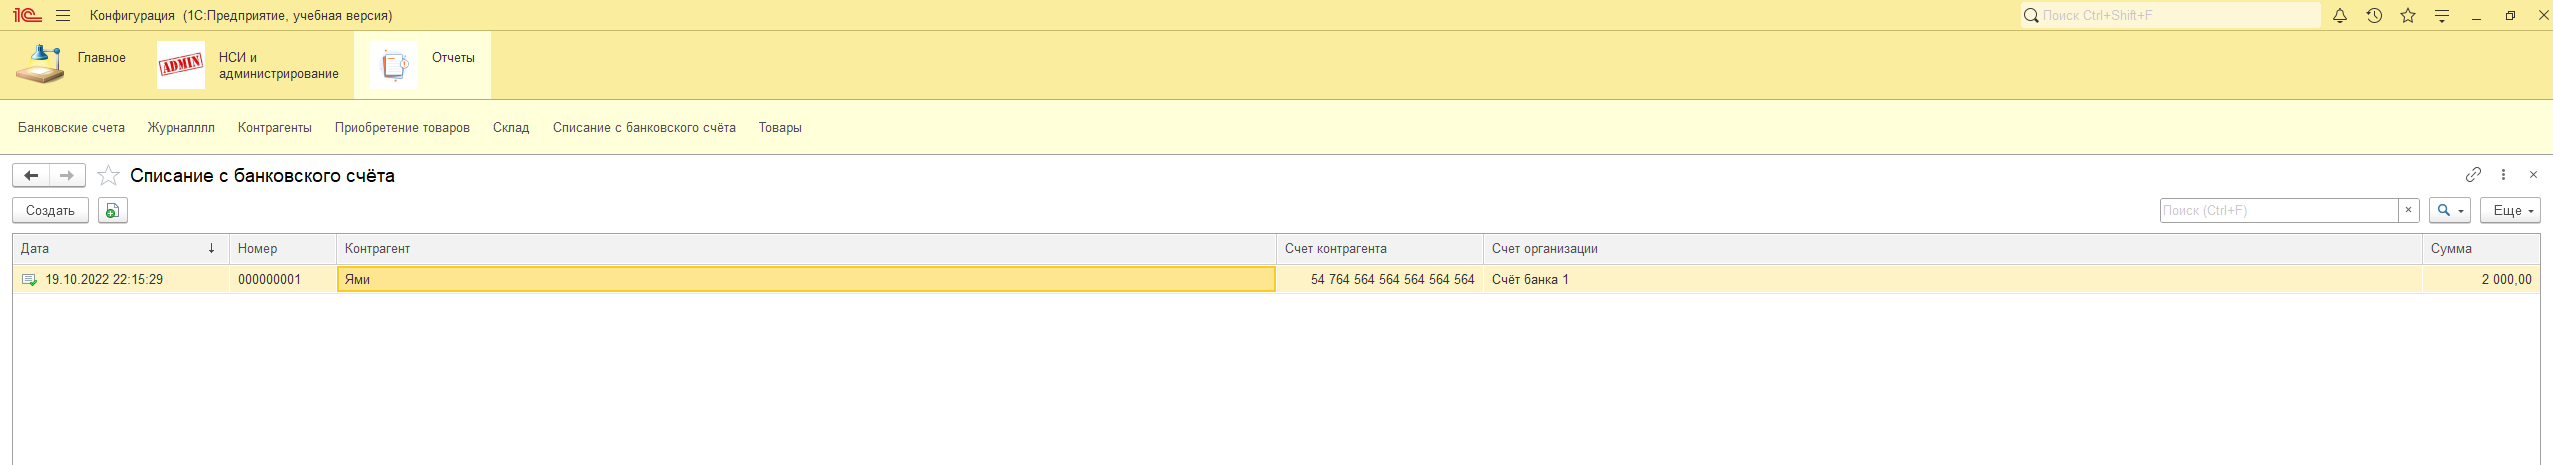 1С Конфигурация (1С:Предприятие, учебная версия) Поиск Ctrl+Shift+F
Главное
ADMIN
НСИ и
администрирование
Отчеты
Банковские счета Журналллл Контрагенты Приобретение товаров Склад Списание с банковского счёта Товары
Списание с банковского счёта
Создать Поиск (Ctrl+F) × Еще
Дата ↓ Номер Контрагент Счет контрагента Счет организации Сумма
19.10.2022 22:15:29 000000001 Ями 54 764 564 564 564 564 564 Счёт банка 1 2 000,00